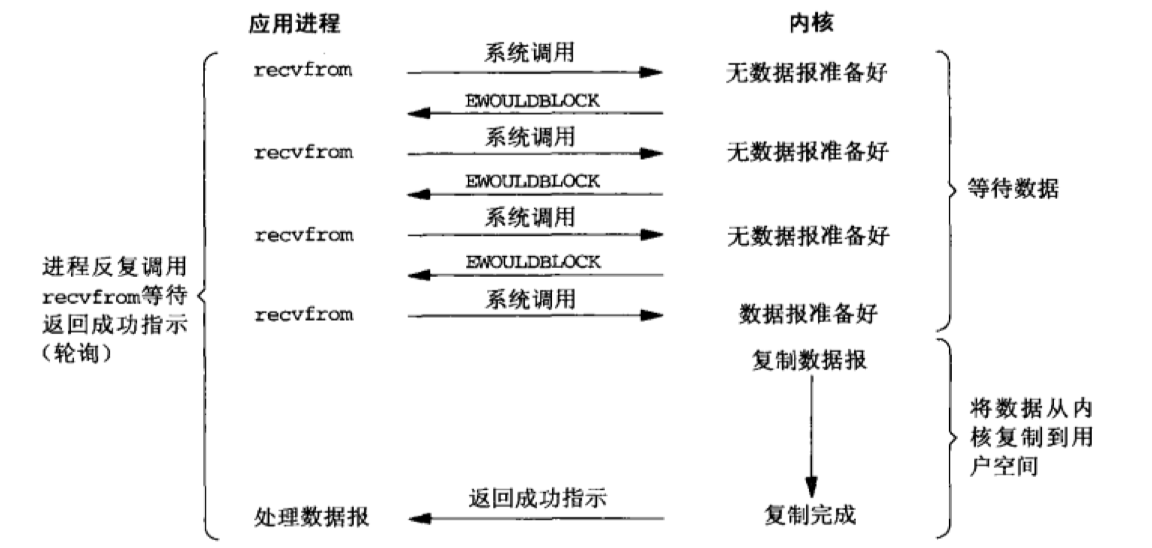 应用进程 内核
recvfrom 系统调用 无数据报准备好
EWOULDBLOCK
recvfrom 系统调用 无数据报准备好
EWOULDBLOCK
等待数据
recvfrom 系统调用 无数据报准备好
EWOULDBLOCK
进程反复调用
recvfrom等待
返回成功指示
（轮询）
recvfrom 系统调用 数据报准备好
复制数据报
将数据从内
核复制到用
户空间
处理数据报 返回成功指示 复制完成